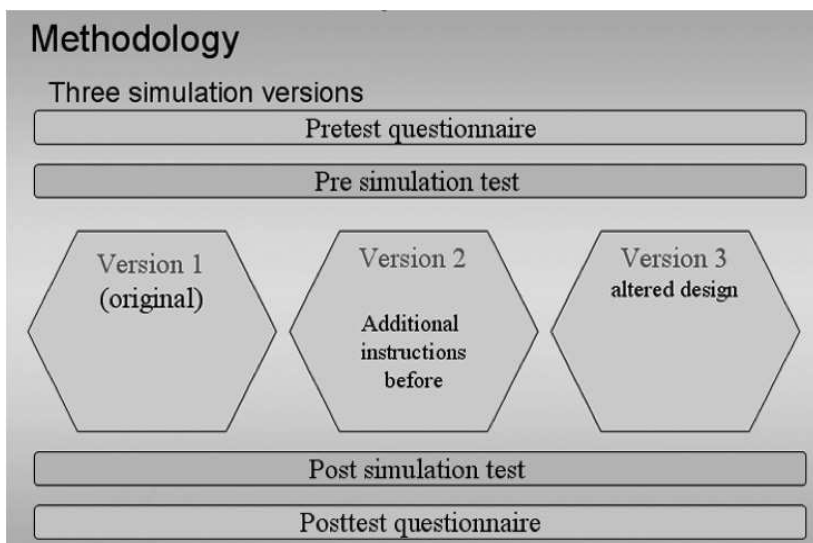 Methodology
Three simulation versions
Pretest questionnaire
Pre simulation test
Version 1
(original)
Version 2
Additional
instructions
before
Version 3
altered design
Post simulation test
Posttest questionnaire